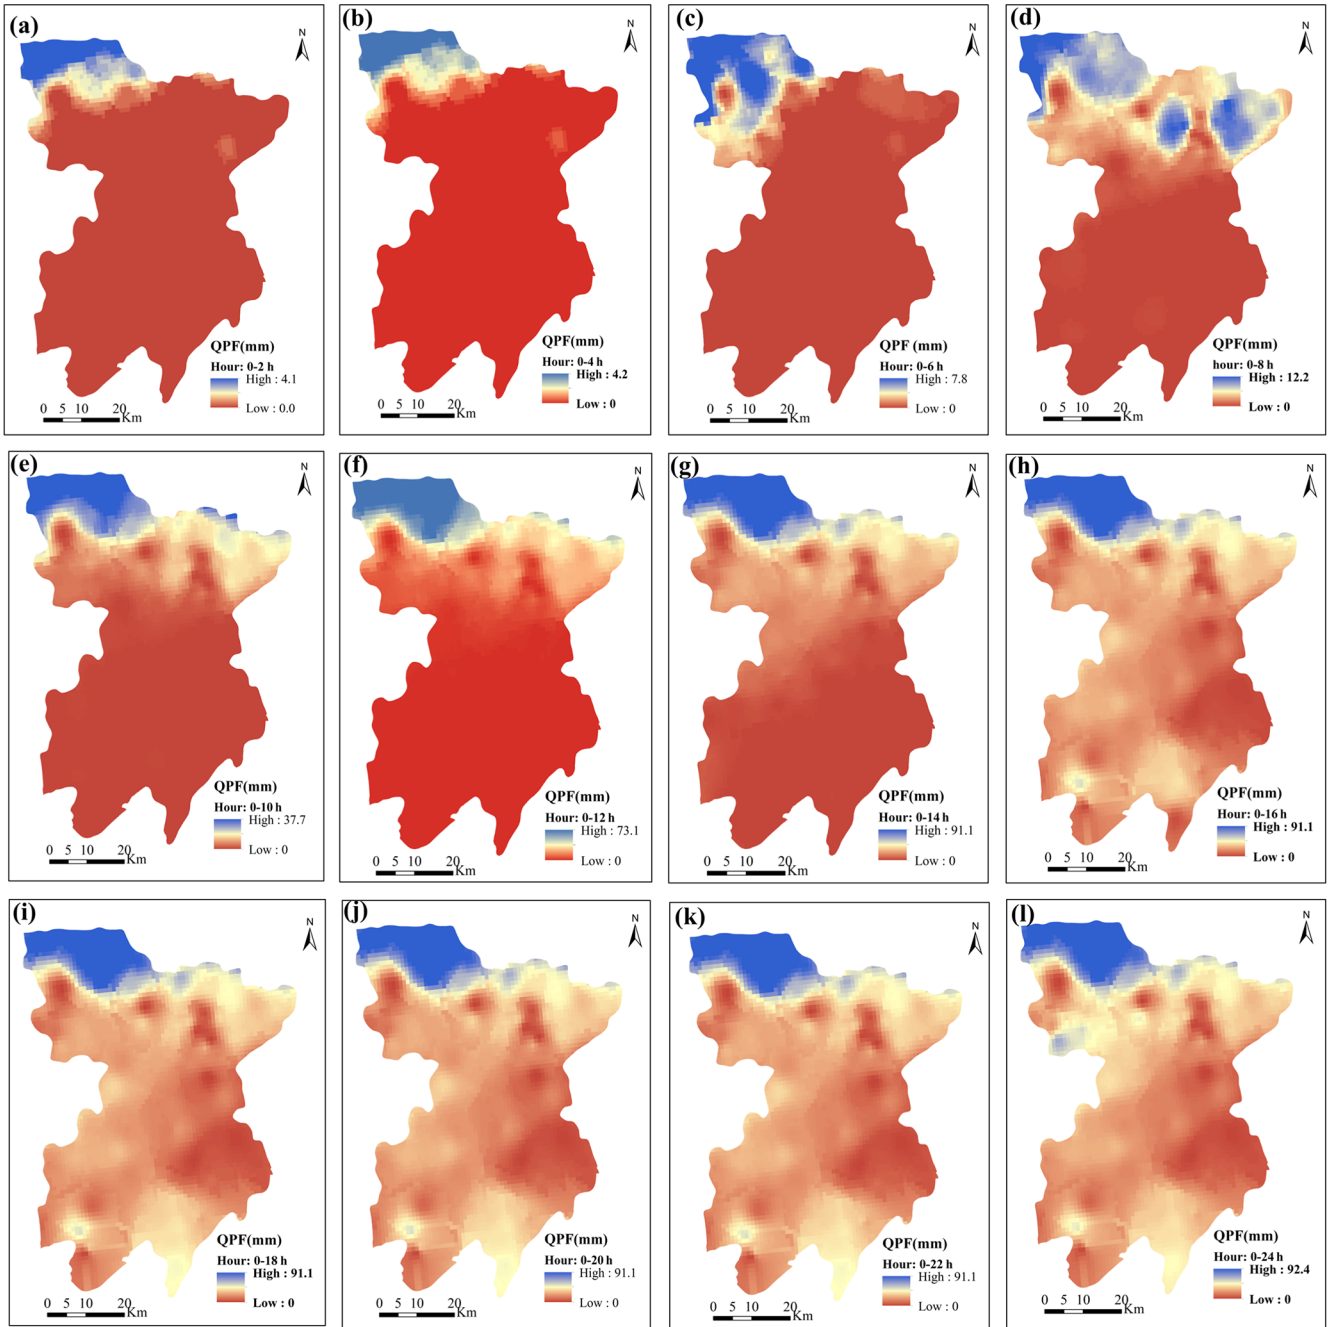 (a)
N
QPF(mm)
Hour: 0-2 h
High : 4.1
Low : 0.0
0 5 10 20
Km
(b)
N
QPF(mm)
Hour: 0-4 h
High : 4.2
Low : 0
0 5 10 20
Km
(c)
N
QPF(mm)
Hour: 0-6 h
High : 7.8
Low : 0
0 5 10 20
Km
(d)
N
QPF(mm)
hour: 0-8 h
High : 12.2
Low : 0
0 5 10 20
Km
(e)
N
QPF(mm)
Hour: 0-10 h
High : 37.7
Low : 0
0 5 10 20
Km
(f)
N
QPF(mm)
Hour: 0-12 h
High : 73.1
Low : 0
0 5 10 20
Km
(g)
N
QPF(mm)
Hour: 0-14 h
High : 91.1
Low : 0
0 5 10 20
Km
(h)
N
QPF(mm)
Hour: 0-16 h
High : 91.1
Low : 0
0 5 10 20
Km
(i)
N
QPF(mm)
Hour: 0-18 h
High : 91.1
Low : 0
0 5 10 20
Km
(j)
N
QPF(mm)
Hour: 0-20 h
High : 91.1
Low : 0
0 5 10 20
Km
(k)
N
QPF(mm)
Hour: 0-22 h
High : 91.1
Low : 0
0 5 10 20
Km
(l)
N
QPF(mm)
Hour: 0-24 h
High : 92.4
Low : 0
0 5 10 20
Km